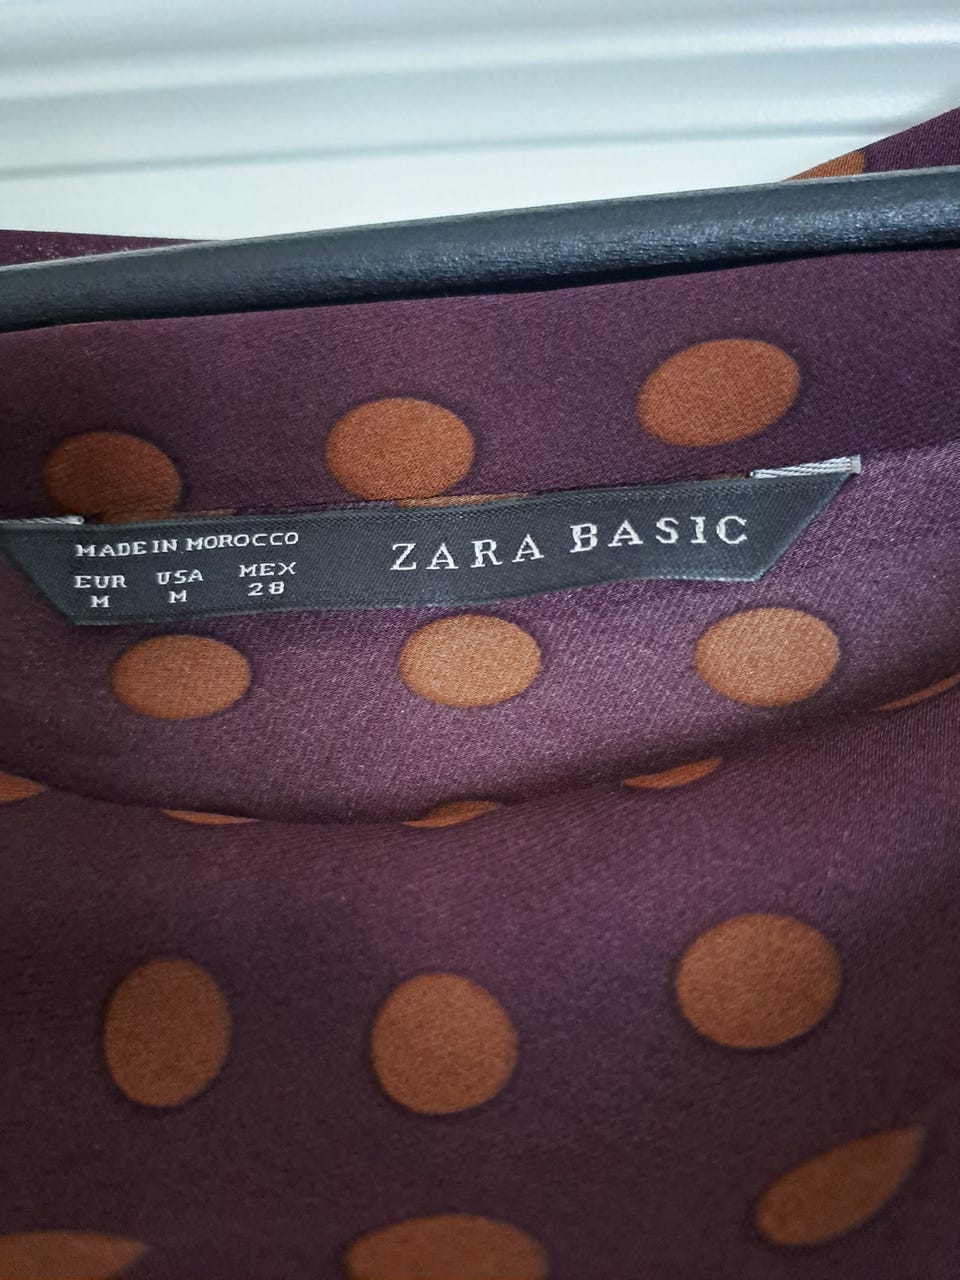 MADE IN MOROCCO
EUR USA MEX
M M 28
ZARA BASIC